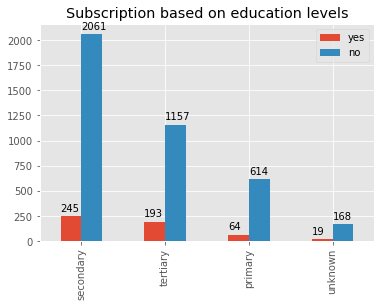 Subscription based on education levels
2000
1750
1500
1250
1000
750
500
250
0
2061
1157
614
168
245
193
64
19
yes
no
secondary
tertiary
primary
unknown